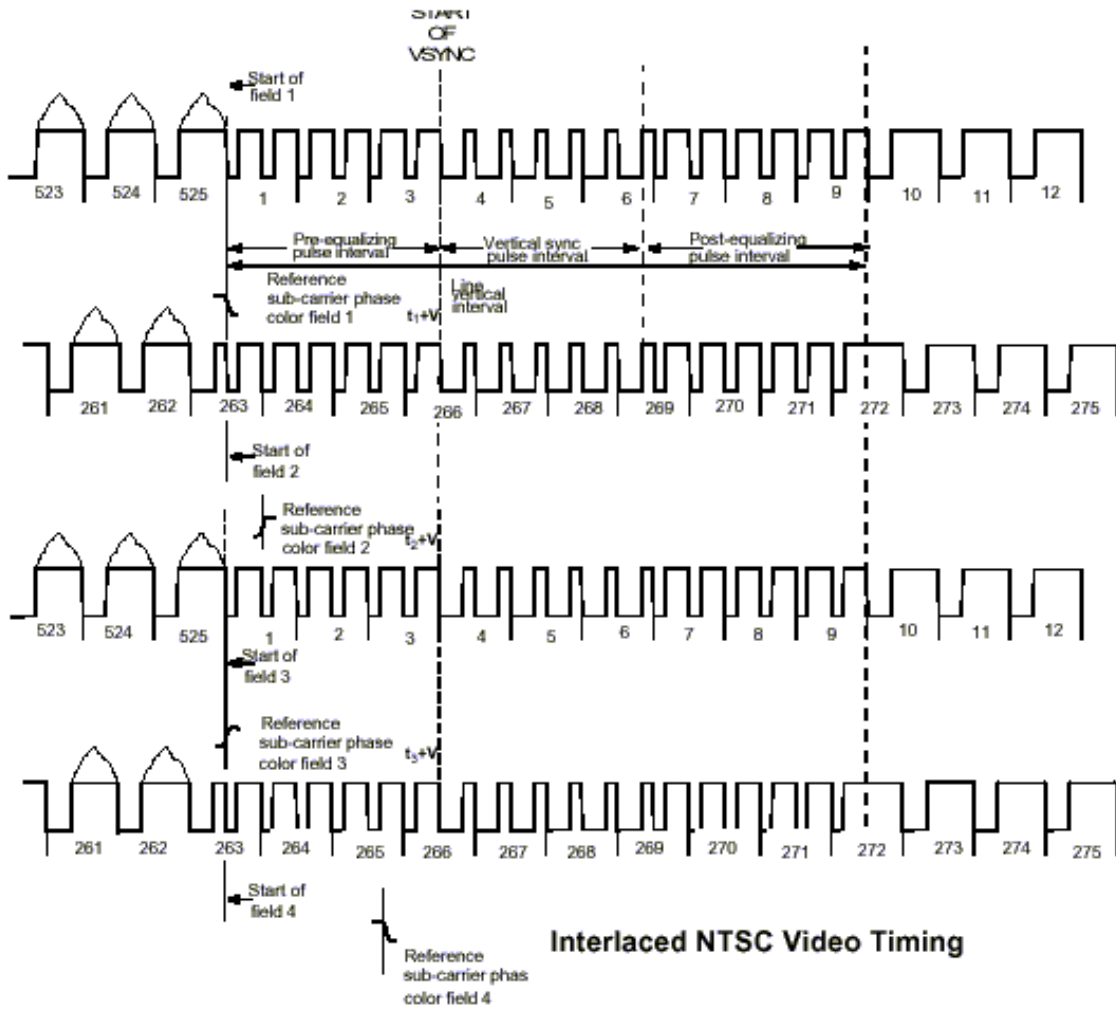 START
OF
VSYNC
Start of
field 1
523 524 525 1 2 3 4 5 6 7 8 9 10 11 12
Pre-equalizing
pulse interval
Vertical sync
pulse interval
Post-equalizing
pulse interval
Reference
sub-carrier phase
color field 1
t₁+V
Line
vertical
interval
261 262 263 264 265 266 267 268 269 270 271 272 273 274 275
Start of
field 2
Reference
sub-carrier phase
color field 2
t₂+V
523 524 525 1 2 3 4 5 6 7 8 9 10 11 12
Start of
field 3
Reference
sub-carrier phase
color field 3
t₃+V
261 262 263 264 265 266 267 268 269 270 271 272 273 274 275
Start of
field 4
Reference
sub-carrier phas
color field 4
Interlaced NTSC Video Timing